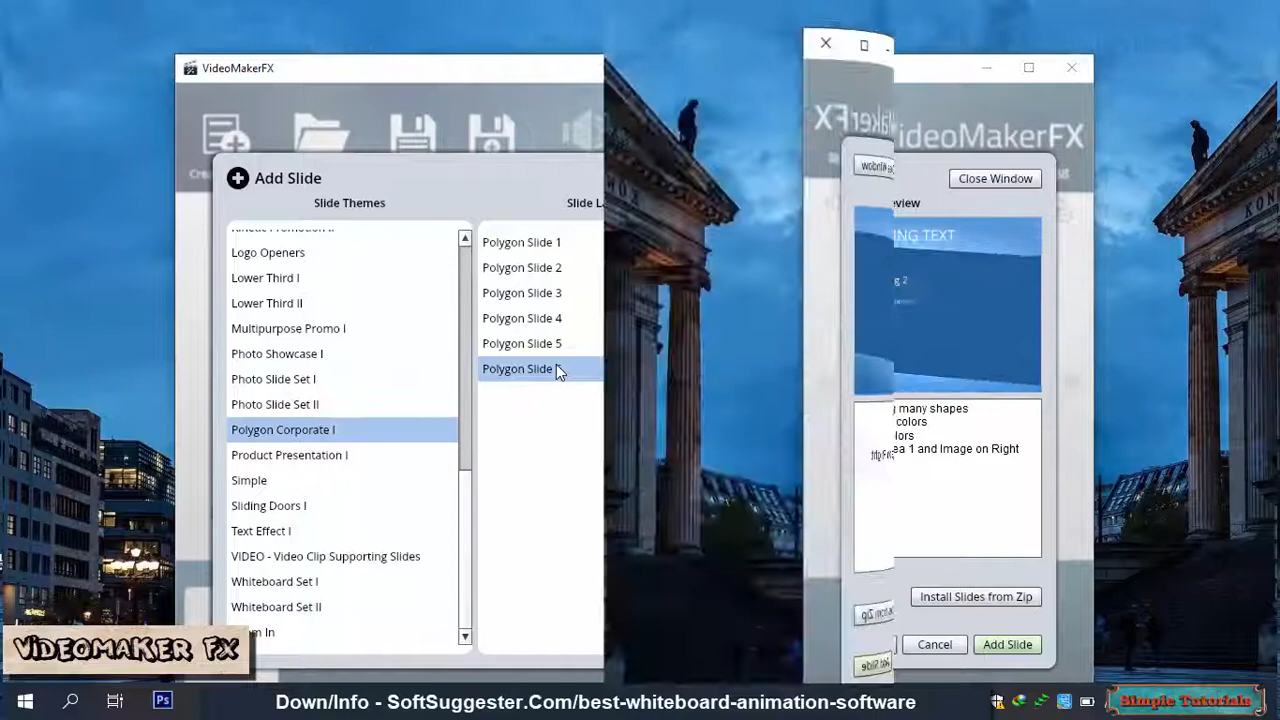 VideoMakerFX
VideoMakerFX
Add Slide
Close Window
Slide Themes
Logo Openers
Lower Third I
Lower Third II
Multipurpose Promo I
Photo Showcase I
Photo Slide Set I
Photo Slide Set II
Polygon Corporate I
Product Presentation I
Simple
Sliding Doors I
Text Effect I
VIDEO - Video Clip Supporting Slides
Whiteboard Set I
Whiteboard Set II
Polygon Slide 1
Polygon Slide 2
Polygon Slide 3
Polygon Slide 4
Polygon Slide 5
Polygon Slide
TEXT
many shapes
colors
1 and Image on Right
Install Slides from Zip
Cancel
Add Slide
VIDEOMAKER FX
Ps
Down/Info - SoftSuggester.Com/best-whiteboard-animation-software
Simple Tutorials